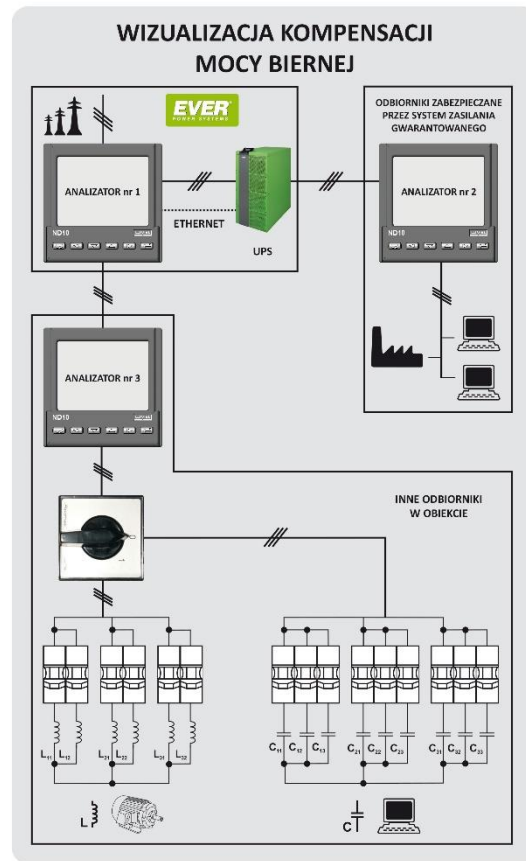 WIZUALIZACJA KOMPENSACJI
MOCY BIERNEJ
EVER
POWER SYSTEMS
ODBIORNIKI ZABEZPIECZANE
PRZEZ SYSTEM ZASILANIA
GWARANTOWANEGO
ANALIZATOR nr 1
ND10
ETHERNET
UPS
ANALIZATOR nr 2
ND10
ANALIZATOR nr 3
ND10
INNE ODBIORNIKI
W OBIEKCIE
1
L11 L12 L21 L22 L31 L32
C11 C12 C13 C21 C22 C23 C31 C32 C33
L
C